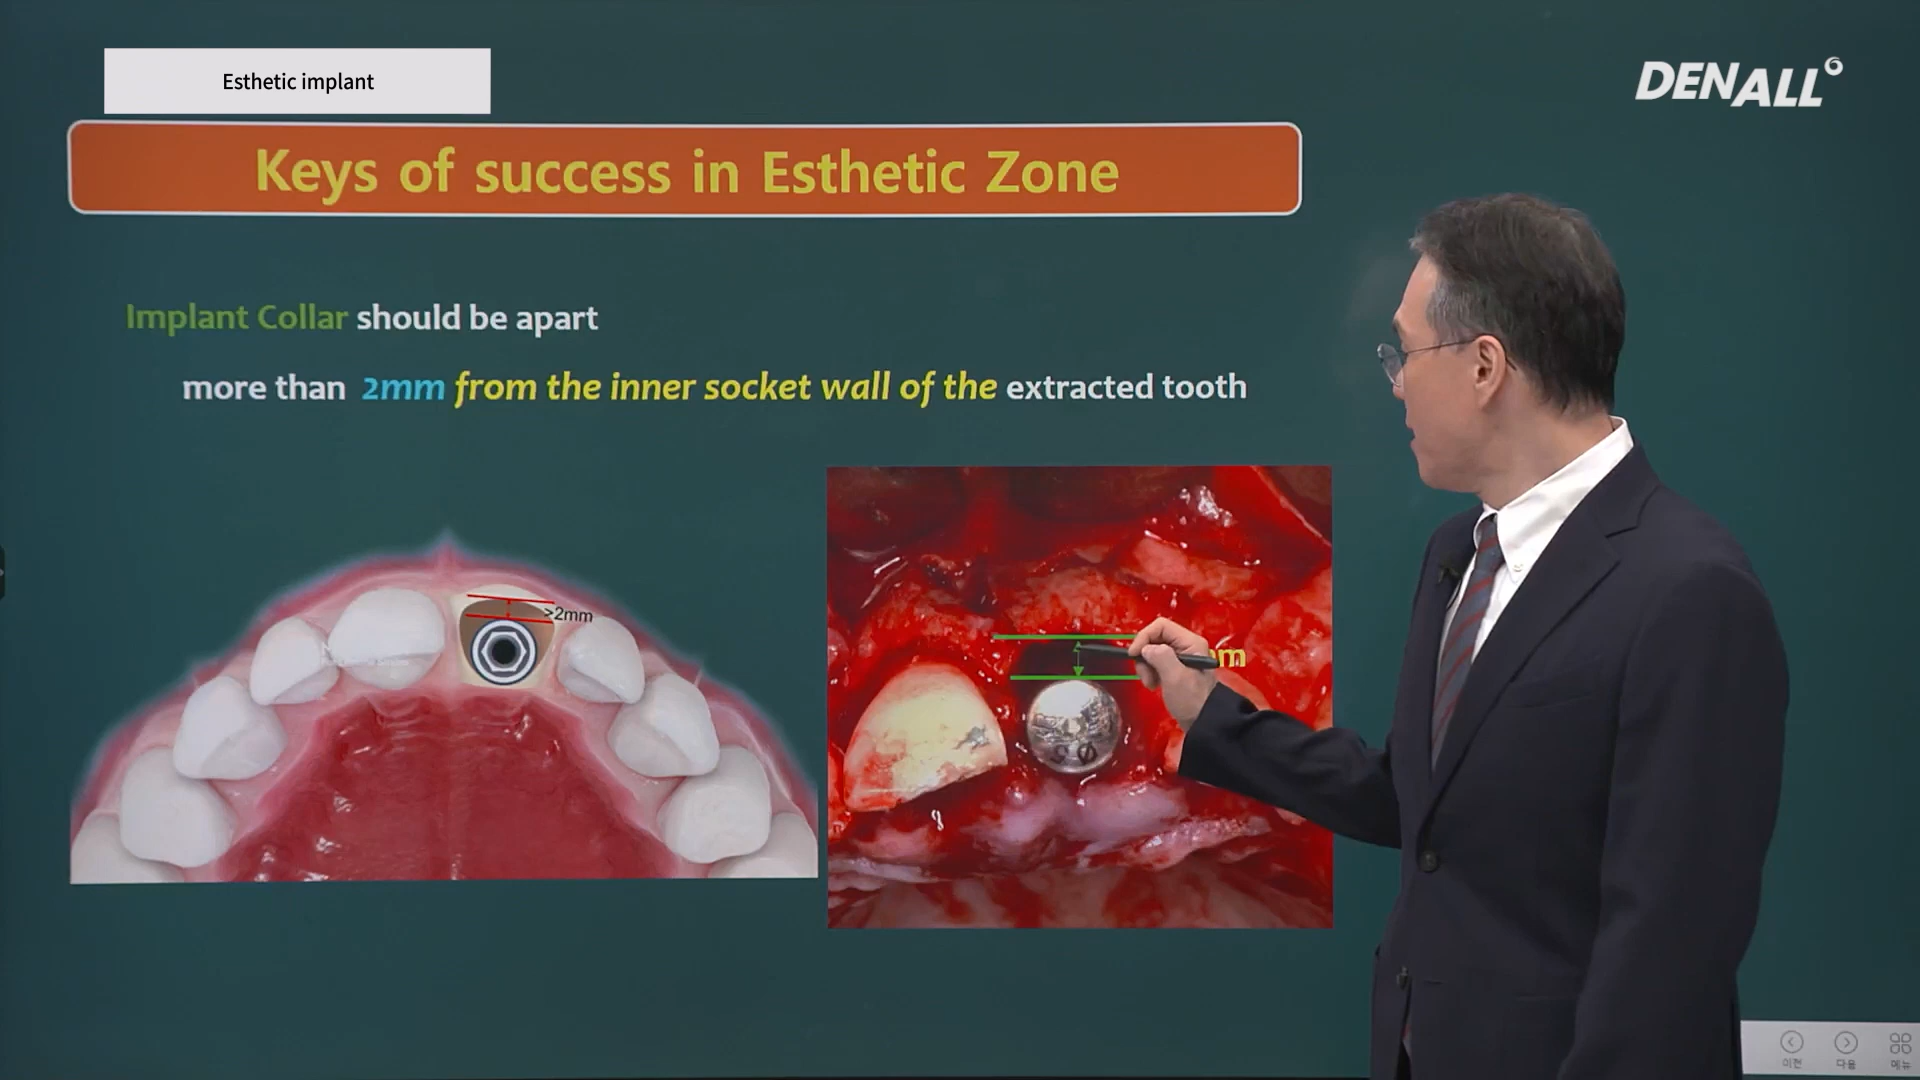 Esthetic implant
DENALL
Keys of success in Esthetic Zone
Implant Collar should be apart
more than 2mm from the inner socket wall of the extracted tooth
>2mm
m
Ø 5
이전 다음 메뉴